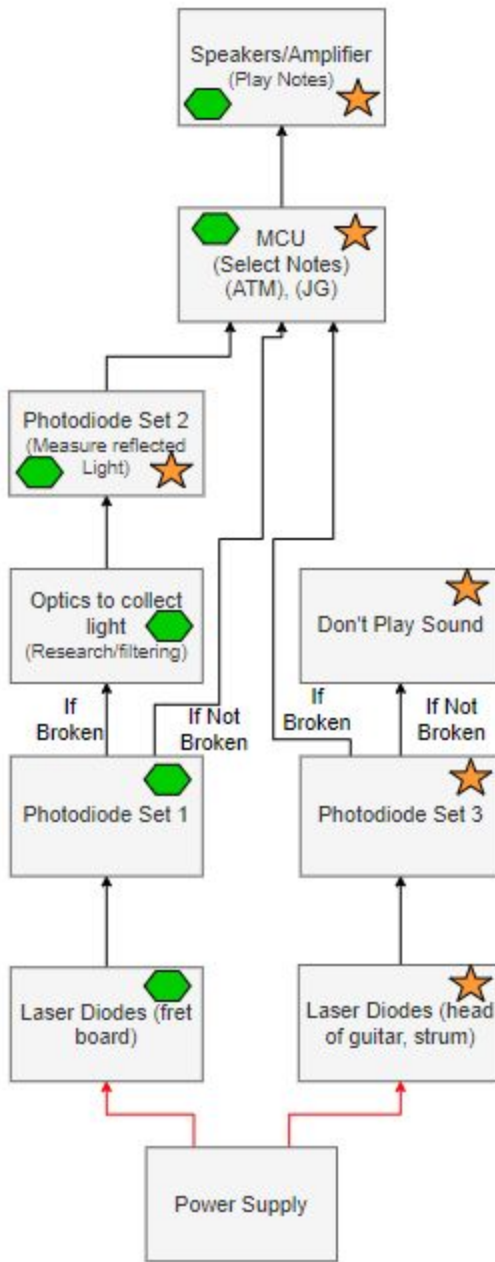 Speakers/Amplifier
(Play Notes)
MCU
(Select Notes)
(ATM), (JG)
Photodiode Set 2
(Measure reflected
Light)
Optics to collect
light
(Research/filtering)
Don't Play Sound
If
Broken
If Not
Broken
If
Broken
If Not
Broken
Photodiode Set 1
Photodiode Set 3
Laser Diodes (fret
board)
Laser Diodes (head
of guitar, strum)
Power Supply